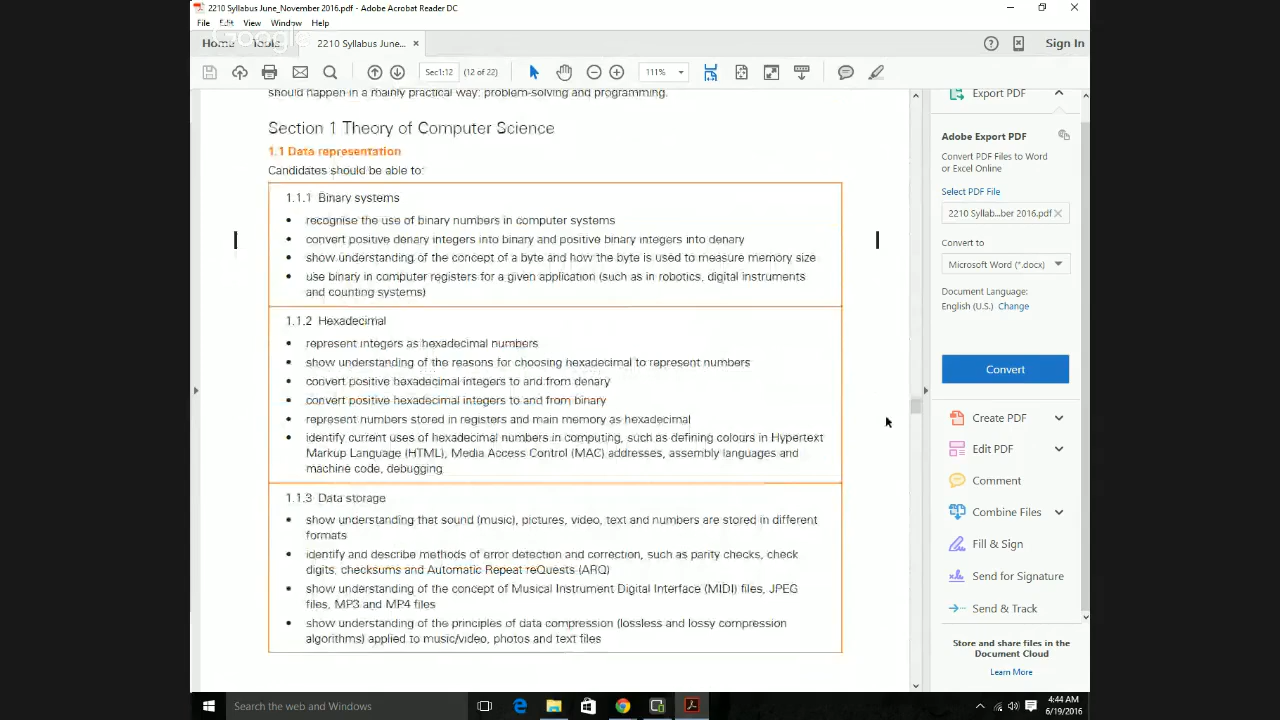 2210 Syllabus June_November 2016.pdf - Adobe Acrobat Reader DC
File Edit View Window Help
Google
Home Tools 2210 Syllabus June... × Sign In
Sec1:12 (12 of 22) 111%
should happen in a mainly practical way: problem-solving and programming.
Section 1 Theory of Computer Science
1.1 Data representation
Candidates should be able to:
1.1.1 Binary systems
• recognise the use of binary numbers in computer systems
• convert positive denary integers into binary and positive binary integers into denary
• show understanding of the concept of a byte and how the byte is used to measure memory size
• use binary in computer registers for a given application (such as in robotics, digital instruments
and counting systems)
1.1.2 Hexadecimal
• represent integers as hexadecimal numbers
• show understanding of the reasons for choosing hexadecimal to represent numbers
• convert positive hexadecimal integers to and from denary
• convert positive hexadecimal integers to and from binary
• represent numbers stored in registers and main memory as hexadecimal
• identify current uses of hexadecimal numbers in computing, such as defining colours in Hypertext
Markup Language (HTML), Media Access Control (MAC) addresses, assembly languages and
machine code, debugging
1.1.3 Data storage
• show understanding that sound (music), pictures, video, text and numbers are stored in different
formats
• identify and describe methods of error detection and correction, such as parity checks, check
digits, checksums and Automatic Repeat reQuests (ARQ)
• show understanding of the concept of Musical Instrument Digital Interface (MIDI) files, JPEG
files, MP3 and MP4 files
• show understanding of the principles of data compression (lossless and lossy compression
algorithms) applied to music/video, photos and text files
Export PDF
Adobe Export PDF
Convert PDF Files to Word
or Excel Online
Select PDF File
2210 Syllab...ber 2016.pdf ×
Convert to
Microsoft Word (*.docx)
Document Language:
English (U.S.) Change
Convert
Create PDF
Edit PDF
Comment
Combine Files
Fill & Sign
Send for Signature
Send & Track
Store and share files in the
Document Cloud
Learn More
Search the web and Windows
4:44 AM
6/19/2016